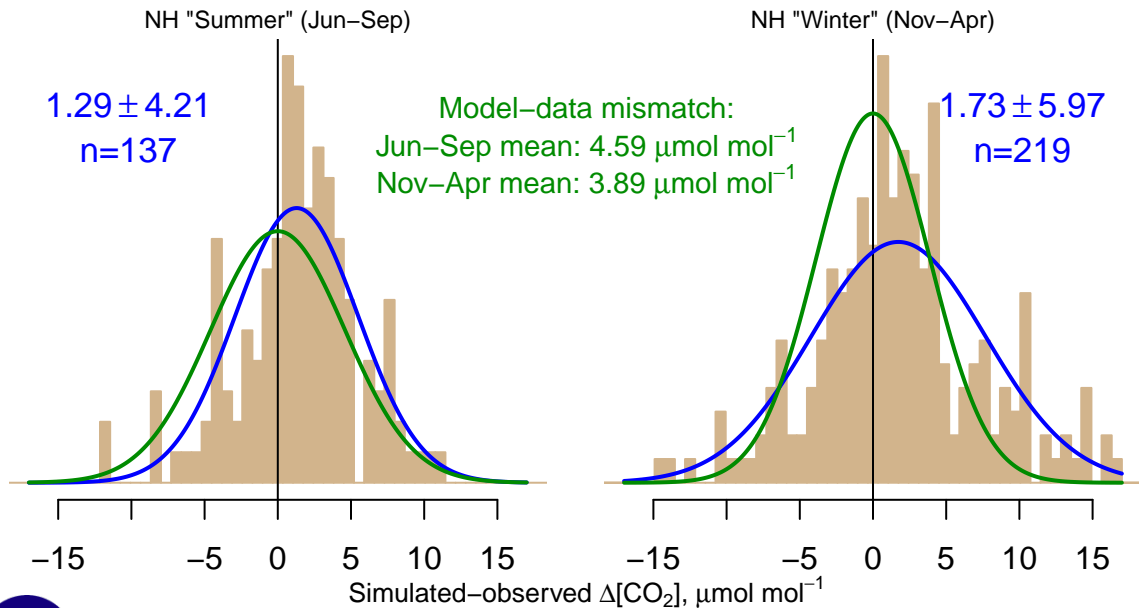 NH "Summer" (Jun−Sep)
NH "Winter" (Nov−Apr)
1.29 ± 4.21
n=137
Model−data mismatch:
Jun−Sep mean: 4.59 μmol mol⁻¹
Nov−Apr mean: 3.89 μmol mol⁻¹
1.73 ± 5.97
n=219
−15 −5 0 5 15
−15 −5 0 5 10 15
Simulated−observed Δ[CO₂], μmol mol⁻¹